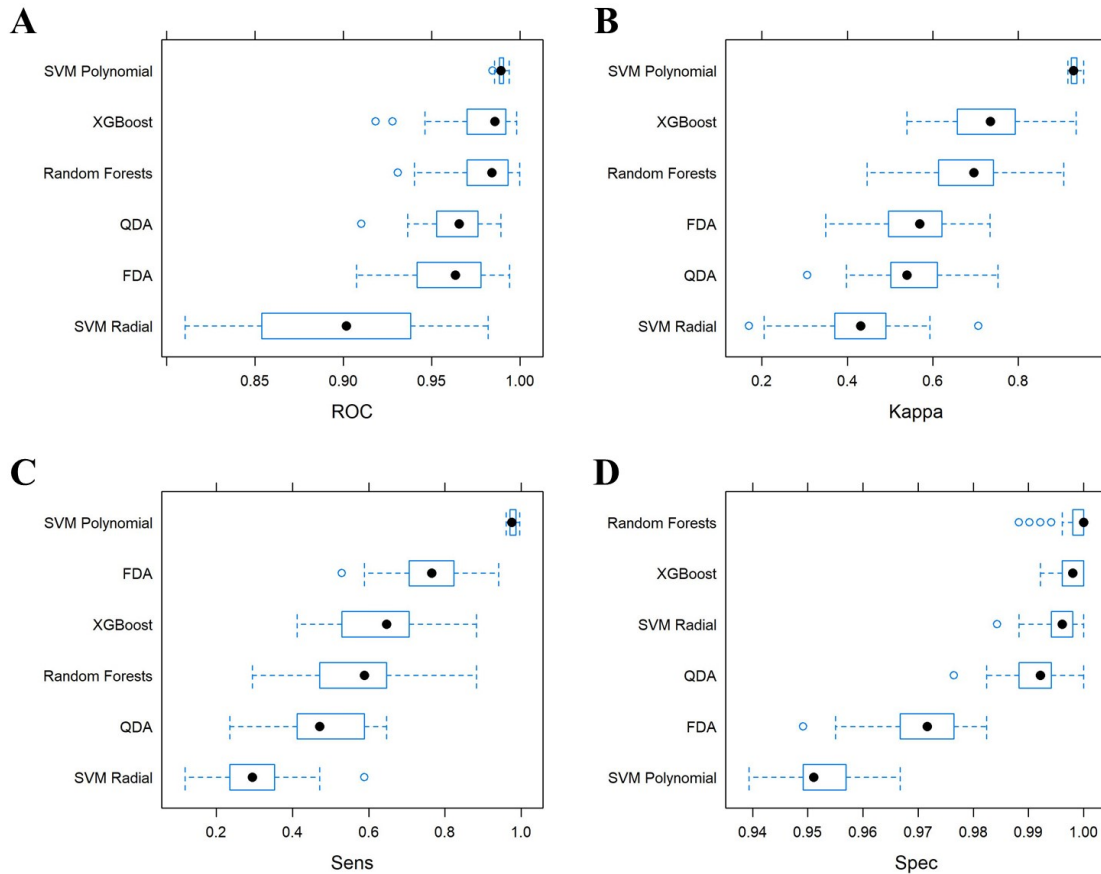 A
SVM Polynomial
XGBoost
Random Forests
QDA
FDA
SVM Radial
0.85 0.90 0.95 1.00
ROC
B
SVM Polynomial
XGBoost
Random Forests
FDA
QDA
SVM Radial
0.2 0.4 0.6 0.8
Kappa
C
SVM Polynomial
FDA
XGBoost
Random Forests
QDA
SVM Radial
0.2 0.4 0.6 0.8 1.0
Sens
D
Random Forests
XGBoost
SVM Radial
QDA
FDA
SVM Polynomial
0.94 0.95 0.96 0.97 0.98 0.99 1.00
Spec